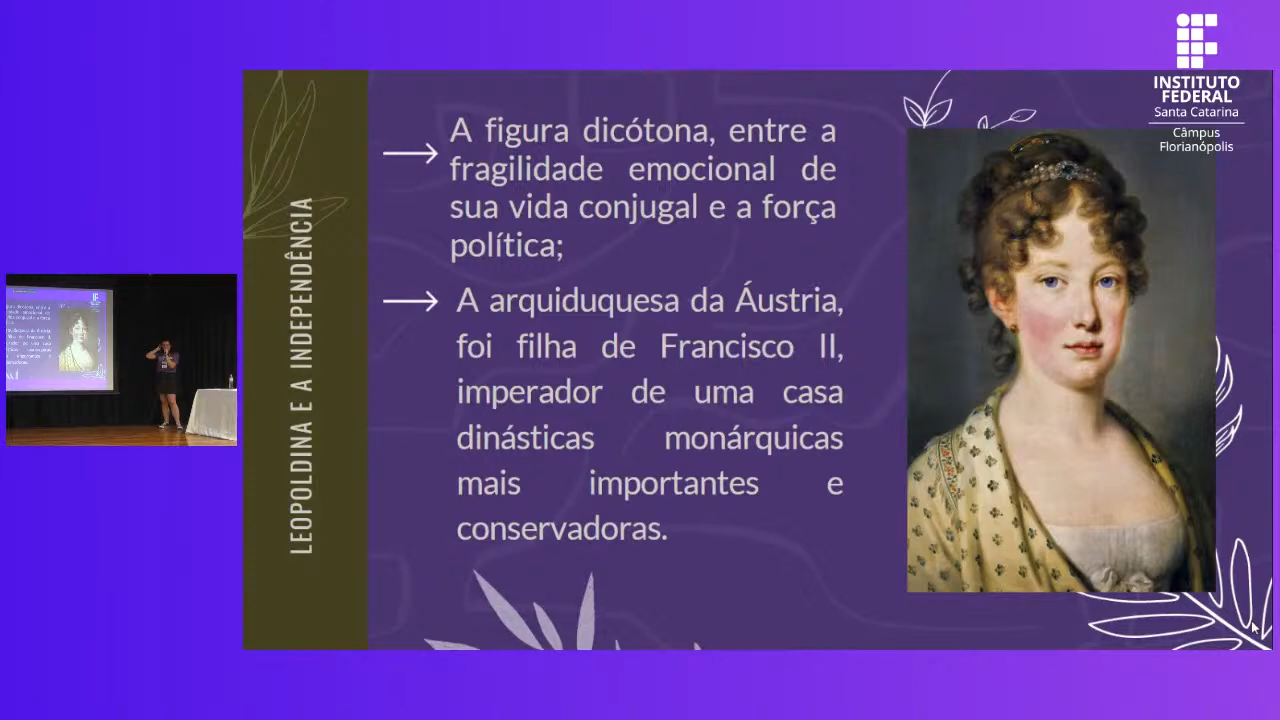 INSTITUTO
FEDERAL
Santa Catarina
Câmpus
Florianópolis
LEOPOLDINA E A INDEPENDÊNCIA
A figura dicótona, entre a
fragilidade emocional de
sua vida conjugal e a força
política;
A arquiduquesa da Áustria,
foi filha de Francisco II,
imperador de uma casa
dinásticas monárquicas
mais importantes e
conservadoras.